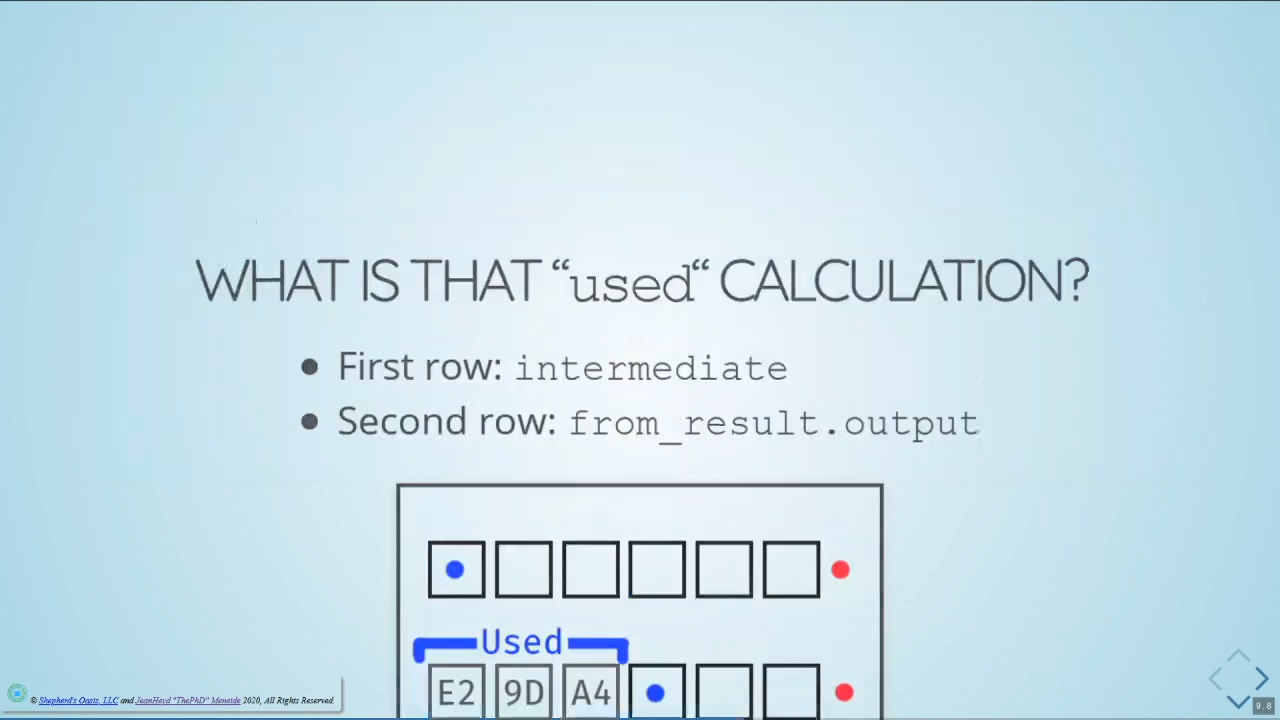 WHAT IS THAT “used“ CALCULATION?
First row: intermediate
Second row: from_result.output
Used
E2 9D A4
© Shepherd's Oasis, LLC and JeanHeyd "ThePhD" Meneide 2020, All Rights Reserved.
9.8